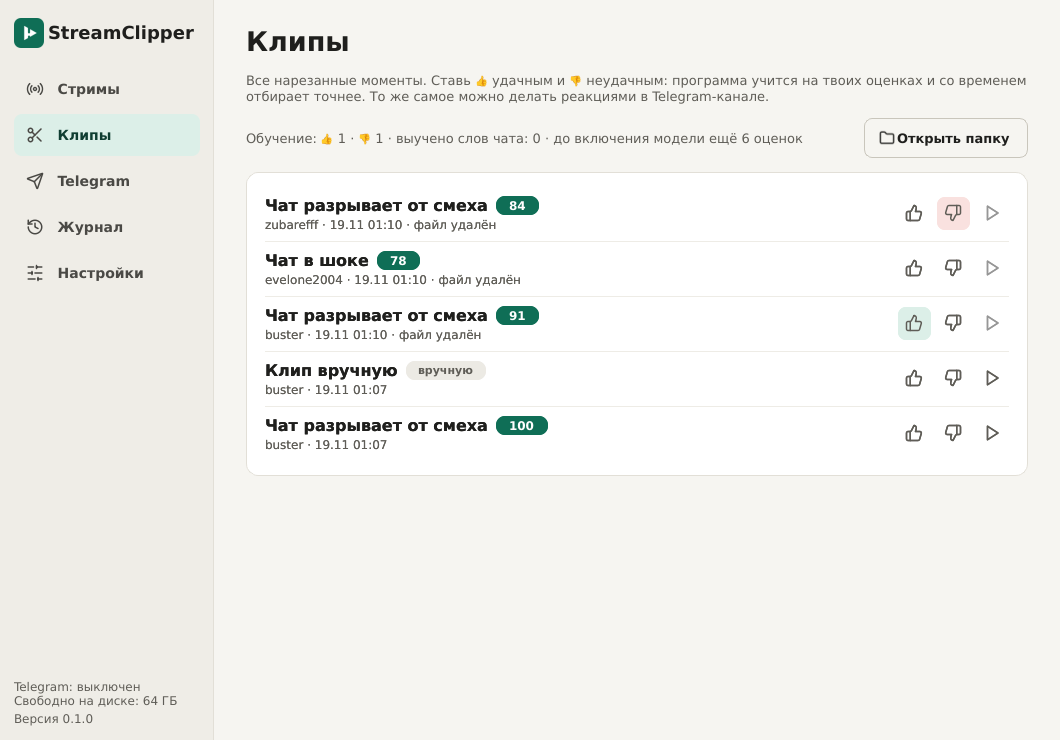 StreamClipper
Стримы
Клипы
Telegram
Журнал
Настройки
Telegram: выключен
Свободно на диске: 64 ГБ
Версия 0.1.0
Клипы
Все нарезанные моменты. Ставь 👍 удачным и 👎 неудачным: программа учится на твоих оценках и со временем
отбирает точнее. То же самое можно делать реакциями в Telegram-канале.
Обучение: 👍 1 · 👎 1 · выучено слов чата: 0 · до включения модели ещё 6 оценок
Открыть папку
Чат разрывает от смеха 84
zubarefff · 19.11 01:10 · файл удалён
Чат в шоке 78
evelone2004 · 19.11 01:10 · файл удалён
Чат разрывает от смеха 91
buster · 19.11 01:10 · файл удалён
Клип вручную вручную
buster · 19.11 01:07
Чат разрывает от смеха 100
buster · 19.11 01:07